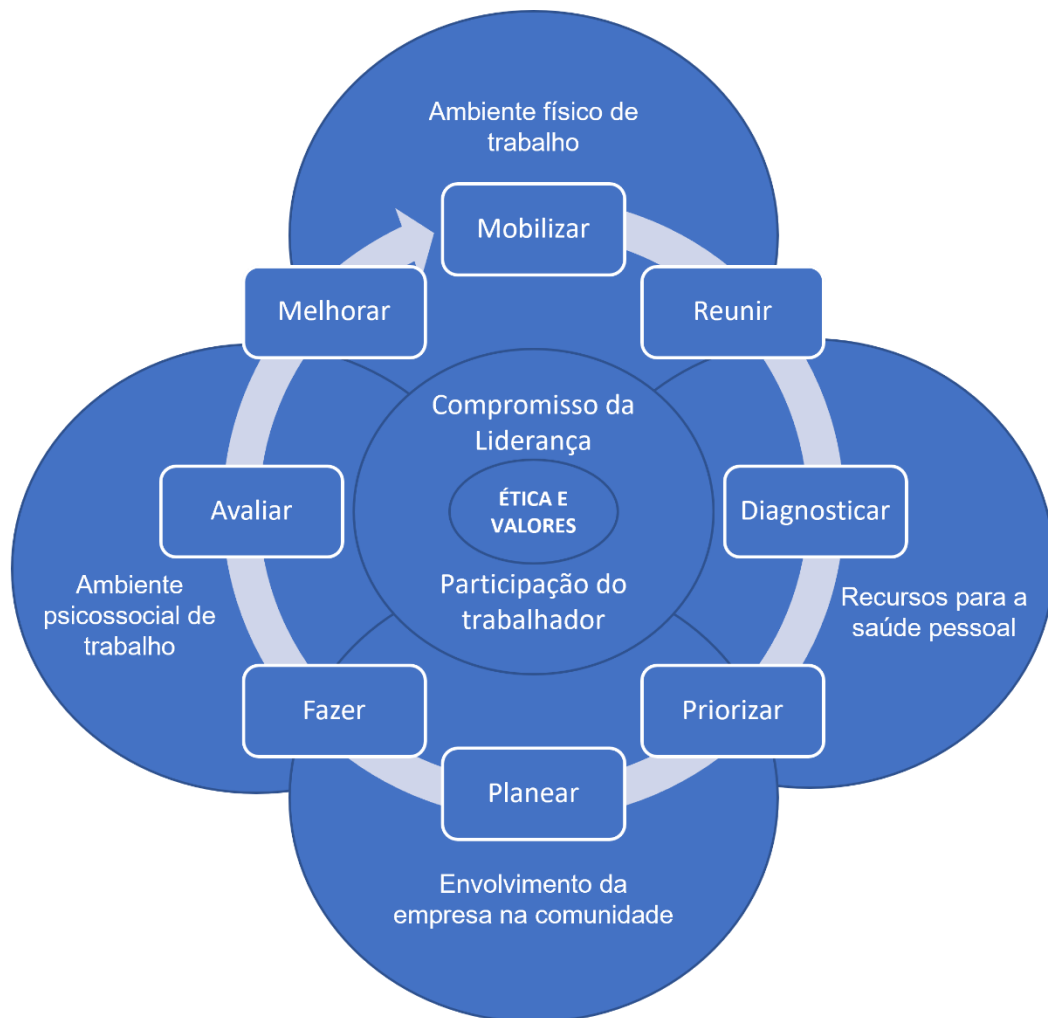 Ambiente físico de
trabalho
Mobilizar
Melhorar
Reunir
Compromisso da
Liderança
Avaliar
ÉTICA E
VALORES
Diagnosticar
Participação do
trabalhador
Ambiente
psicossocial de
trabalho
Recursos para a
saúde pessoal
Fazer
Priorizar
Planear
Envolvimento da
empresa na comunidade